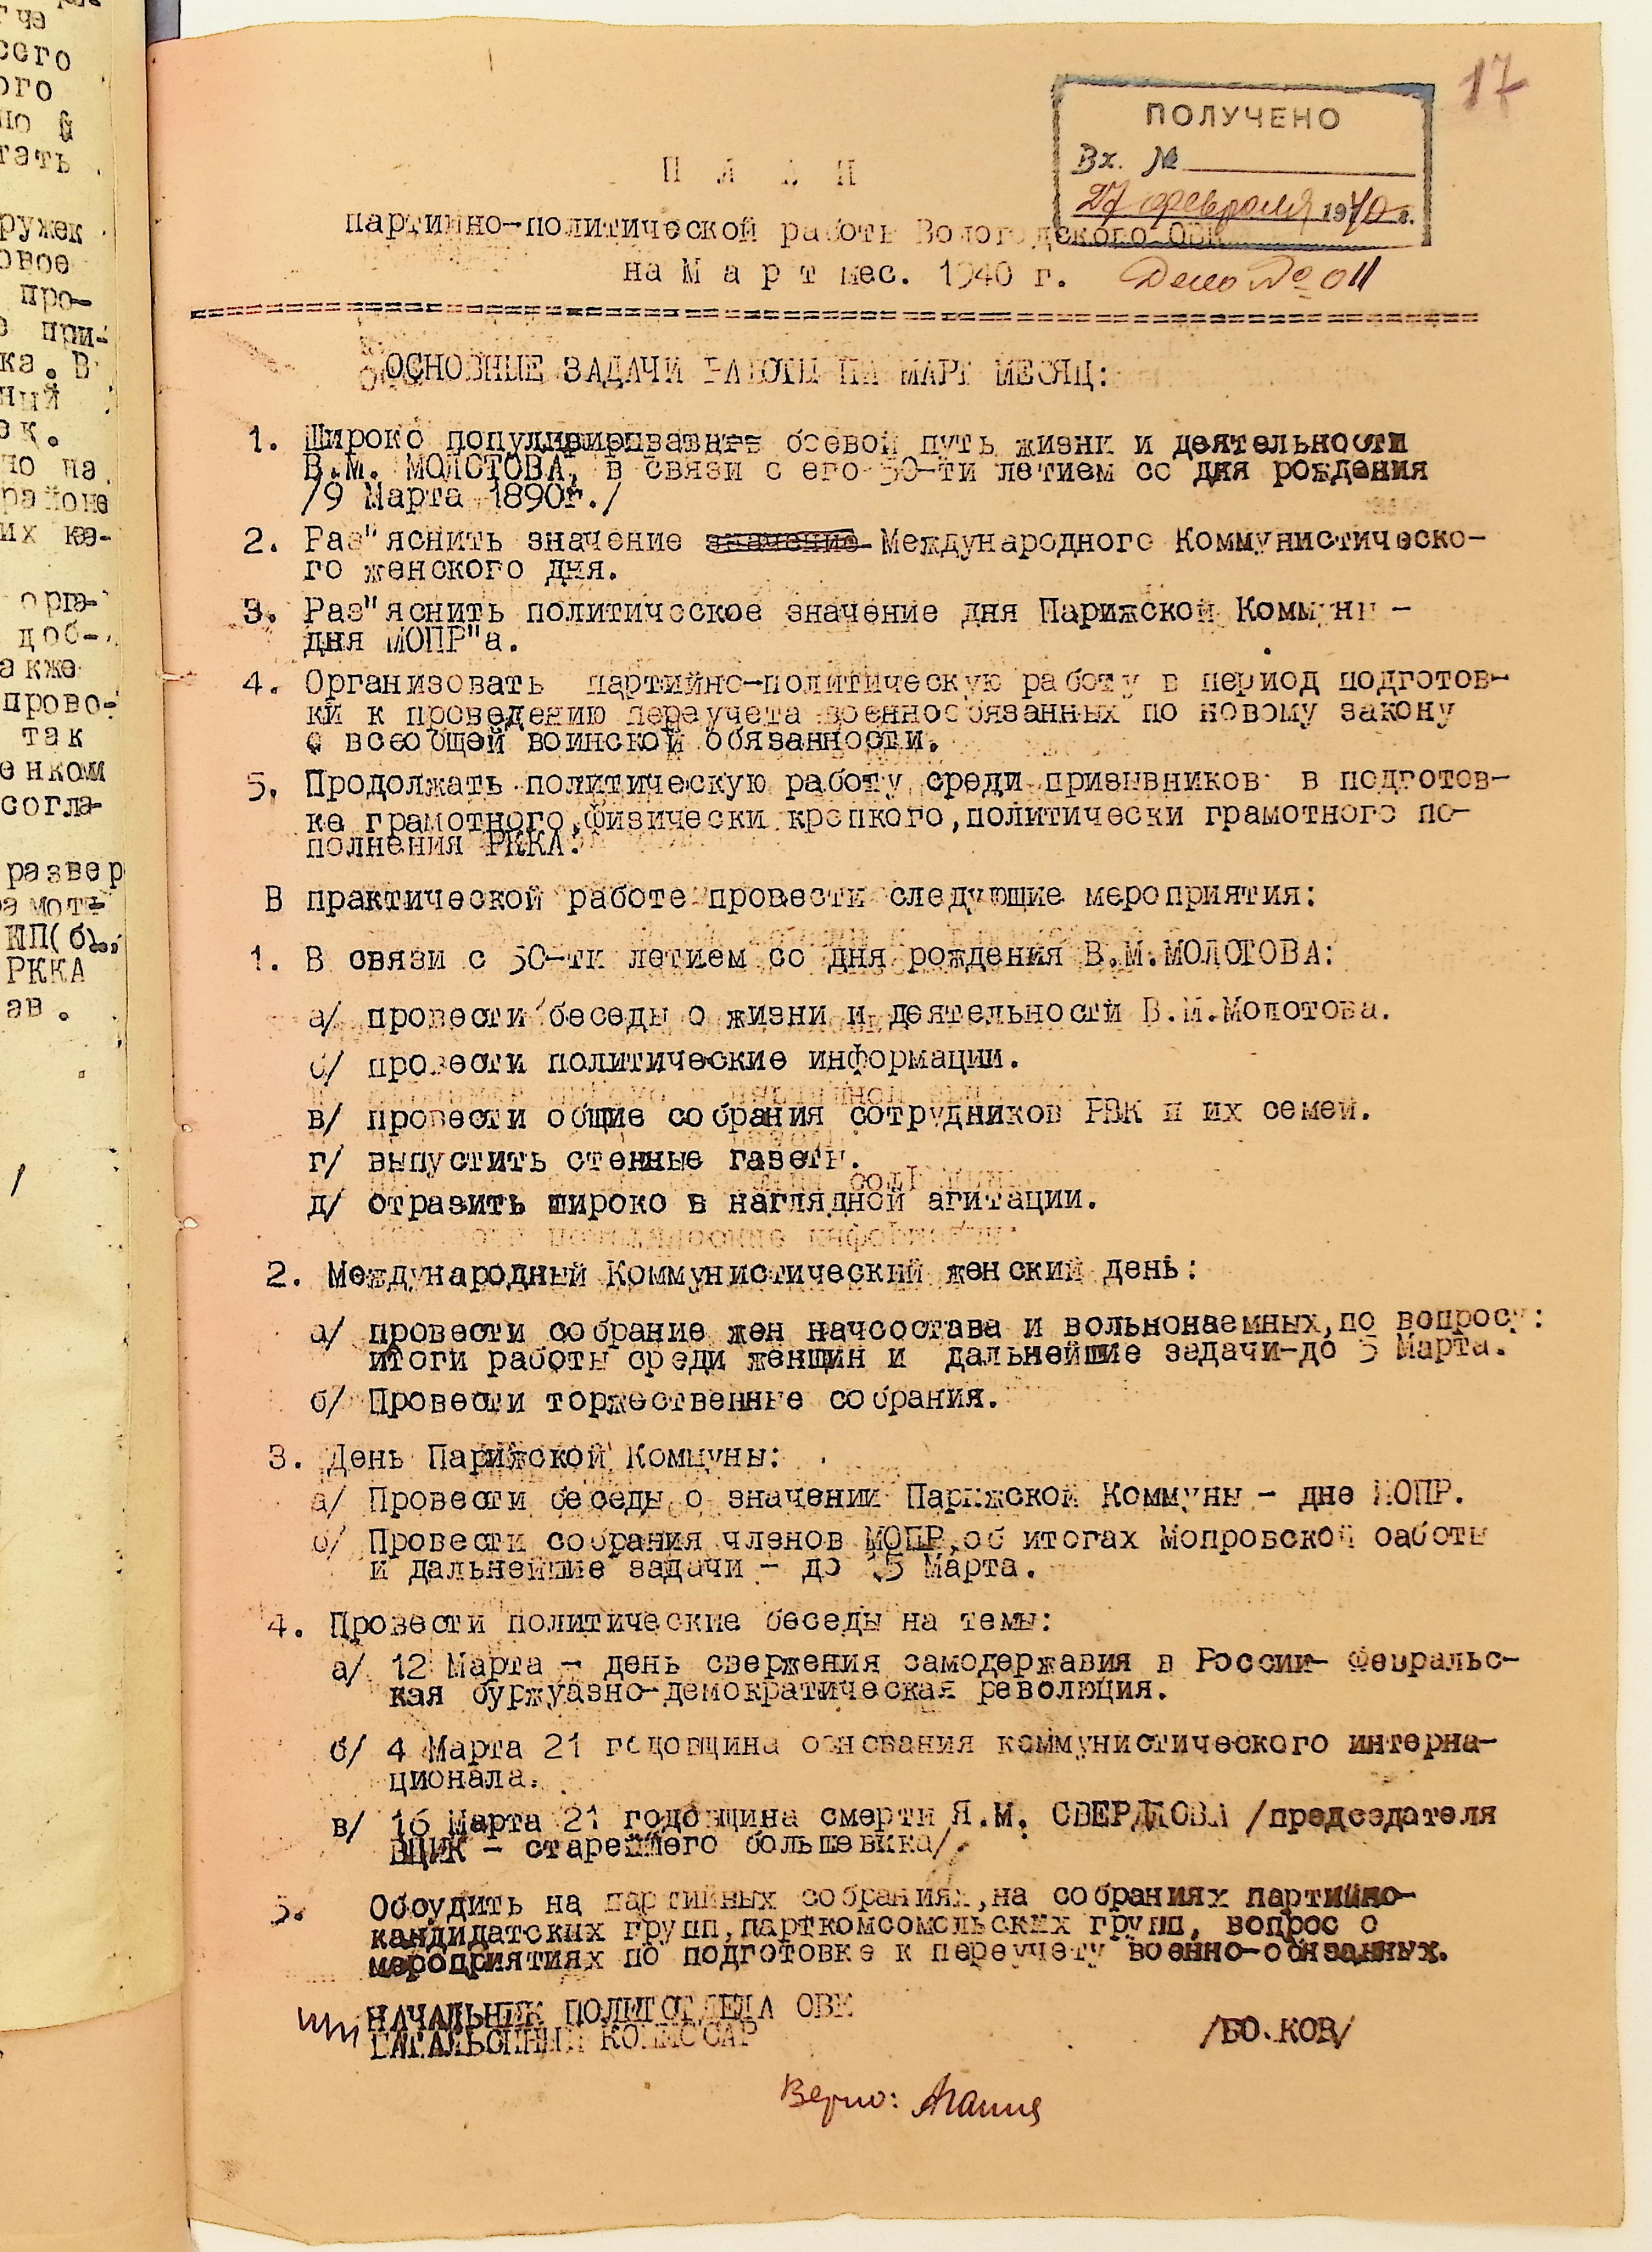 17
ПОЛУЧЕНО
Вх. №
27 февраля 1940 г.
П Л А Н
партийно-политической работы Вологодского ОВК
на М а р т мес. 1940 г. Дело № 011
ОСНОВНЫЕ ЗАДАЧИ РАБОТЫ НА МАРТ МЕСЯЦ:
1. Широко боевой путь жизни и деятельности
В.М. МОЛОТОВА, в связи с его 50-ти летием со дня рождения
/9 Марта 1890г./
2. Раз"яснить значение значение Международного Коммунистическо-
го женского дня.
3. Раз"яснить политическое значение дня Парижской Коммуны -
дня МОПР"а.
4. Организовать партийно-политическую работу в период подготов-
ки к проведению переучета военнообязанных по новому закону
о всеобщей воинской обязанности.
5. Продолжать политическую работу среди призывников в подготов-
ке грамотного,физически крепкого,политически грамотного по-
полнения РККА.
В практической работе провести следующие мероприятия:
1. В связи с 50-ти летием со дня рождения В.М.МОЛОТОВА:
а/ провести беседы о жизни и деятельности В.М.Молотова.
б/ провести политические информации.
в/ провести общие собрания сотрудников РВК и их семей.
г/ выпустить стенные газеты.
д/ отразить широко в наглядной агитации.
2. Международный Коммунистический женский день:
а/ провести собрание жен начсостава и вольнонаемных,по вопросу:
итоги работы среди женщин и дальнейшие задачи-до 5 Марта.
б/ Провести торжественные собрания.
3. День Парижской Коммуны:
а/ Провести беседы о значении Парижской Коммуны - дне МОПР.
б/ Провести собрания членов МОПР,об итогах Мопровской работы
и дальнейшие задачи - до 15 Марта.
4. Провести политические беседы на темы:
а/ 12 Марта - день свержения самодержавия в России- Февральс-
кая буржуазно-демократическая революция.
б/ 4 Марта 21 годовщина основания коммунистического интерна-
ционала.
в/ 16 Марта 21 годовщина смерти Я.М. СВЕРДЛОВА /председателя
ВЦИК - старейшего большевика/.
5. Обсудить на партийных собраниях,на собраниях партийно-
кандидатских групп,парткомсомольских групп, вопрос о
мероприятиях по подготовке к переучету военно-обязанных.
НАЧАЛЬНИК ПОЛИТОТДЕЛА ОВК
БАТАЛЬОННЫЙ КОМИССАР /БОЙКОВ/
Верно: